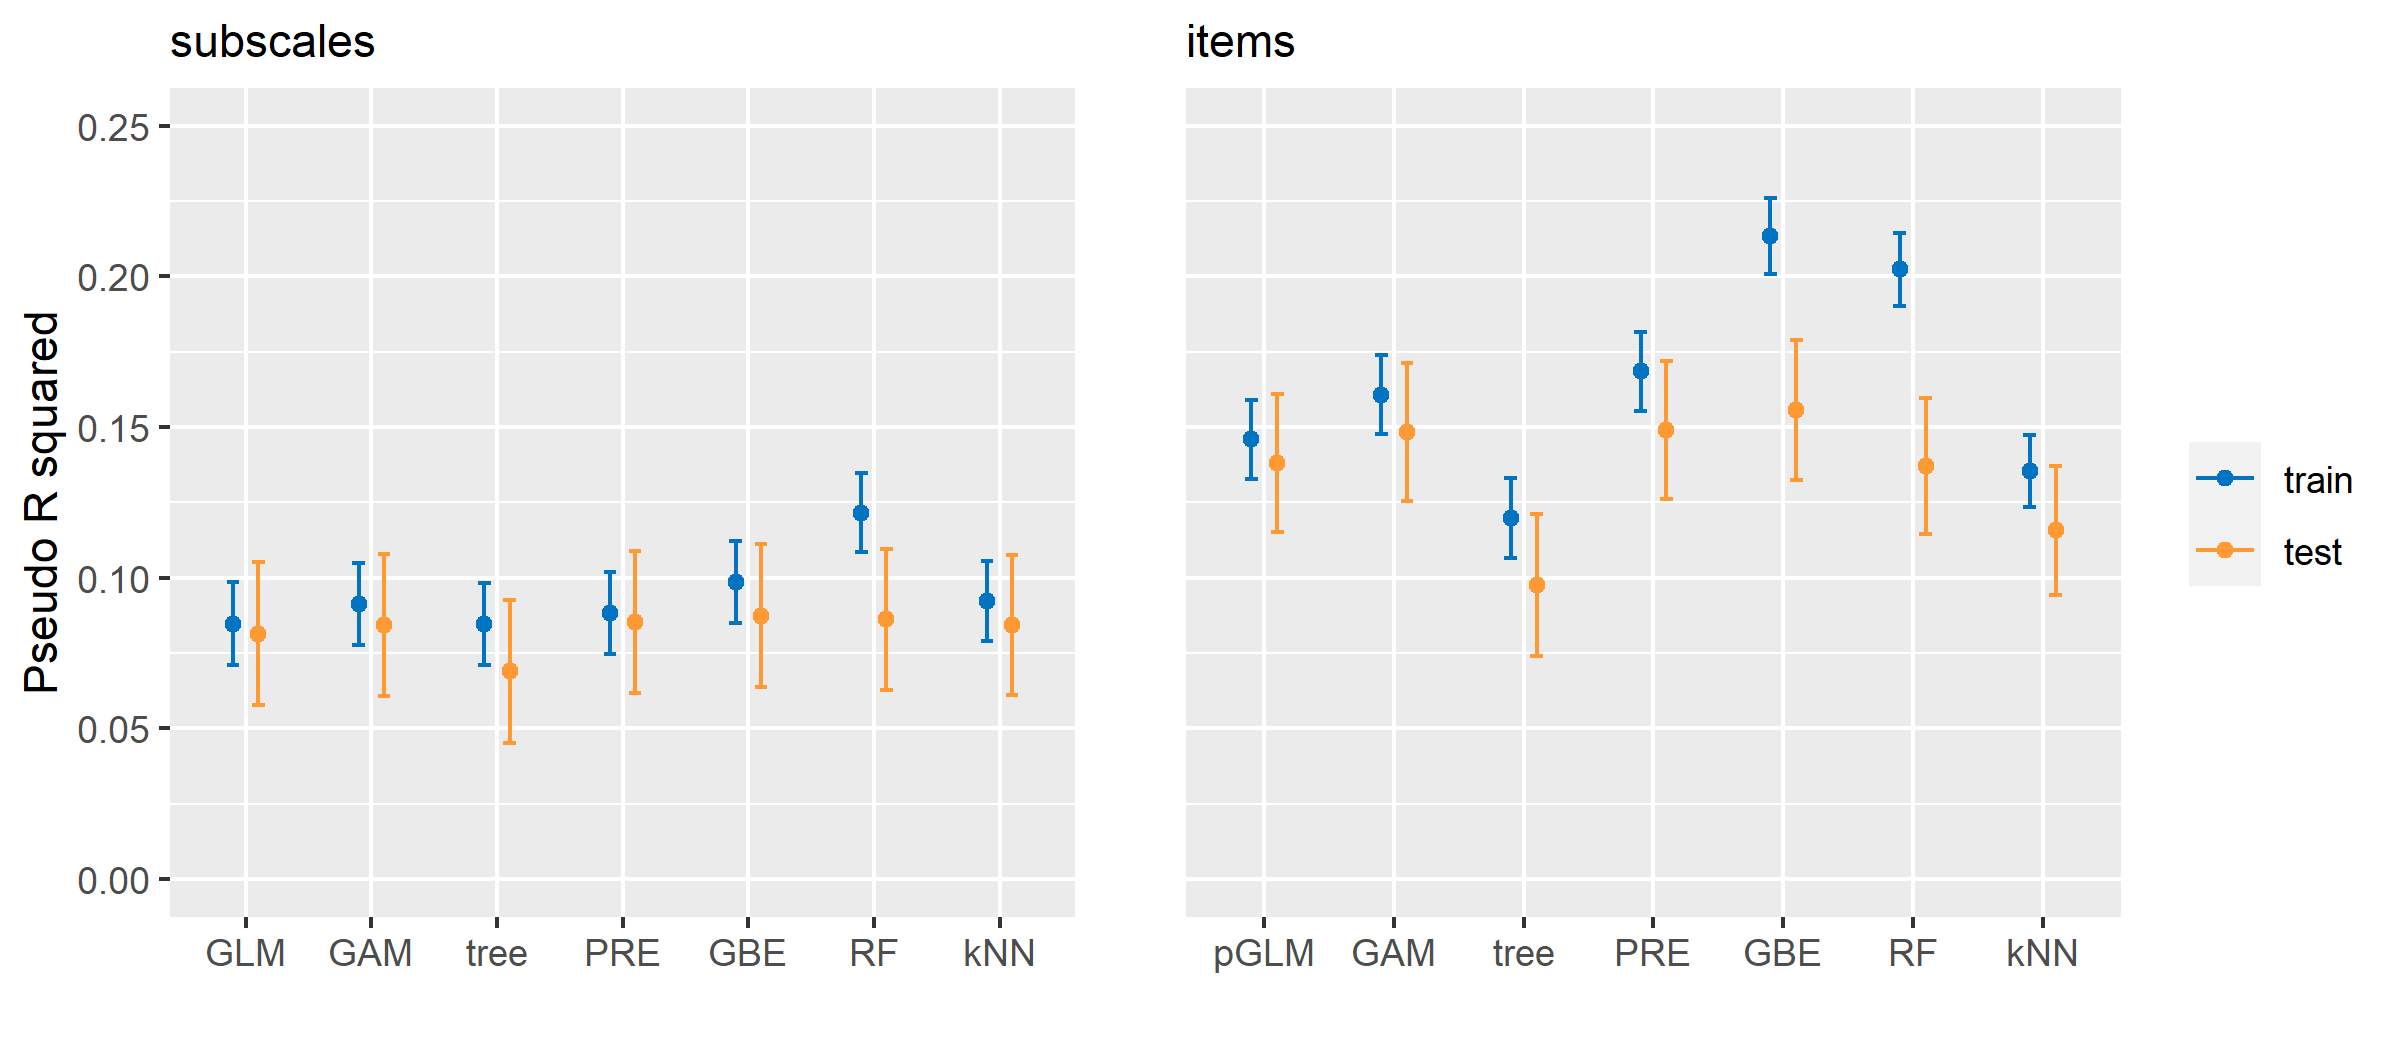 subscales
items
Pseudo R squared
0.25
0.20
0.15
0.10
0.05
0.00
GLM GAM tree PRE GBE RF kNN
pGLM GAM tree PRE GBE RF kNN
train
test